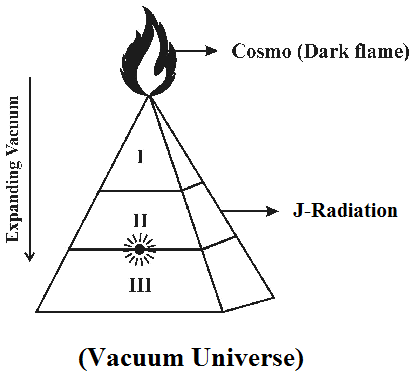 Cosmo (Dark flame)
Expanding Vacuum
I
II
J-Radiation
III
(Vacuum Universe)